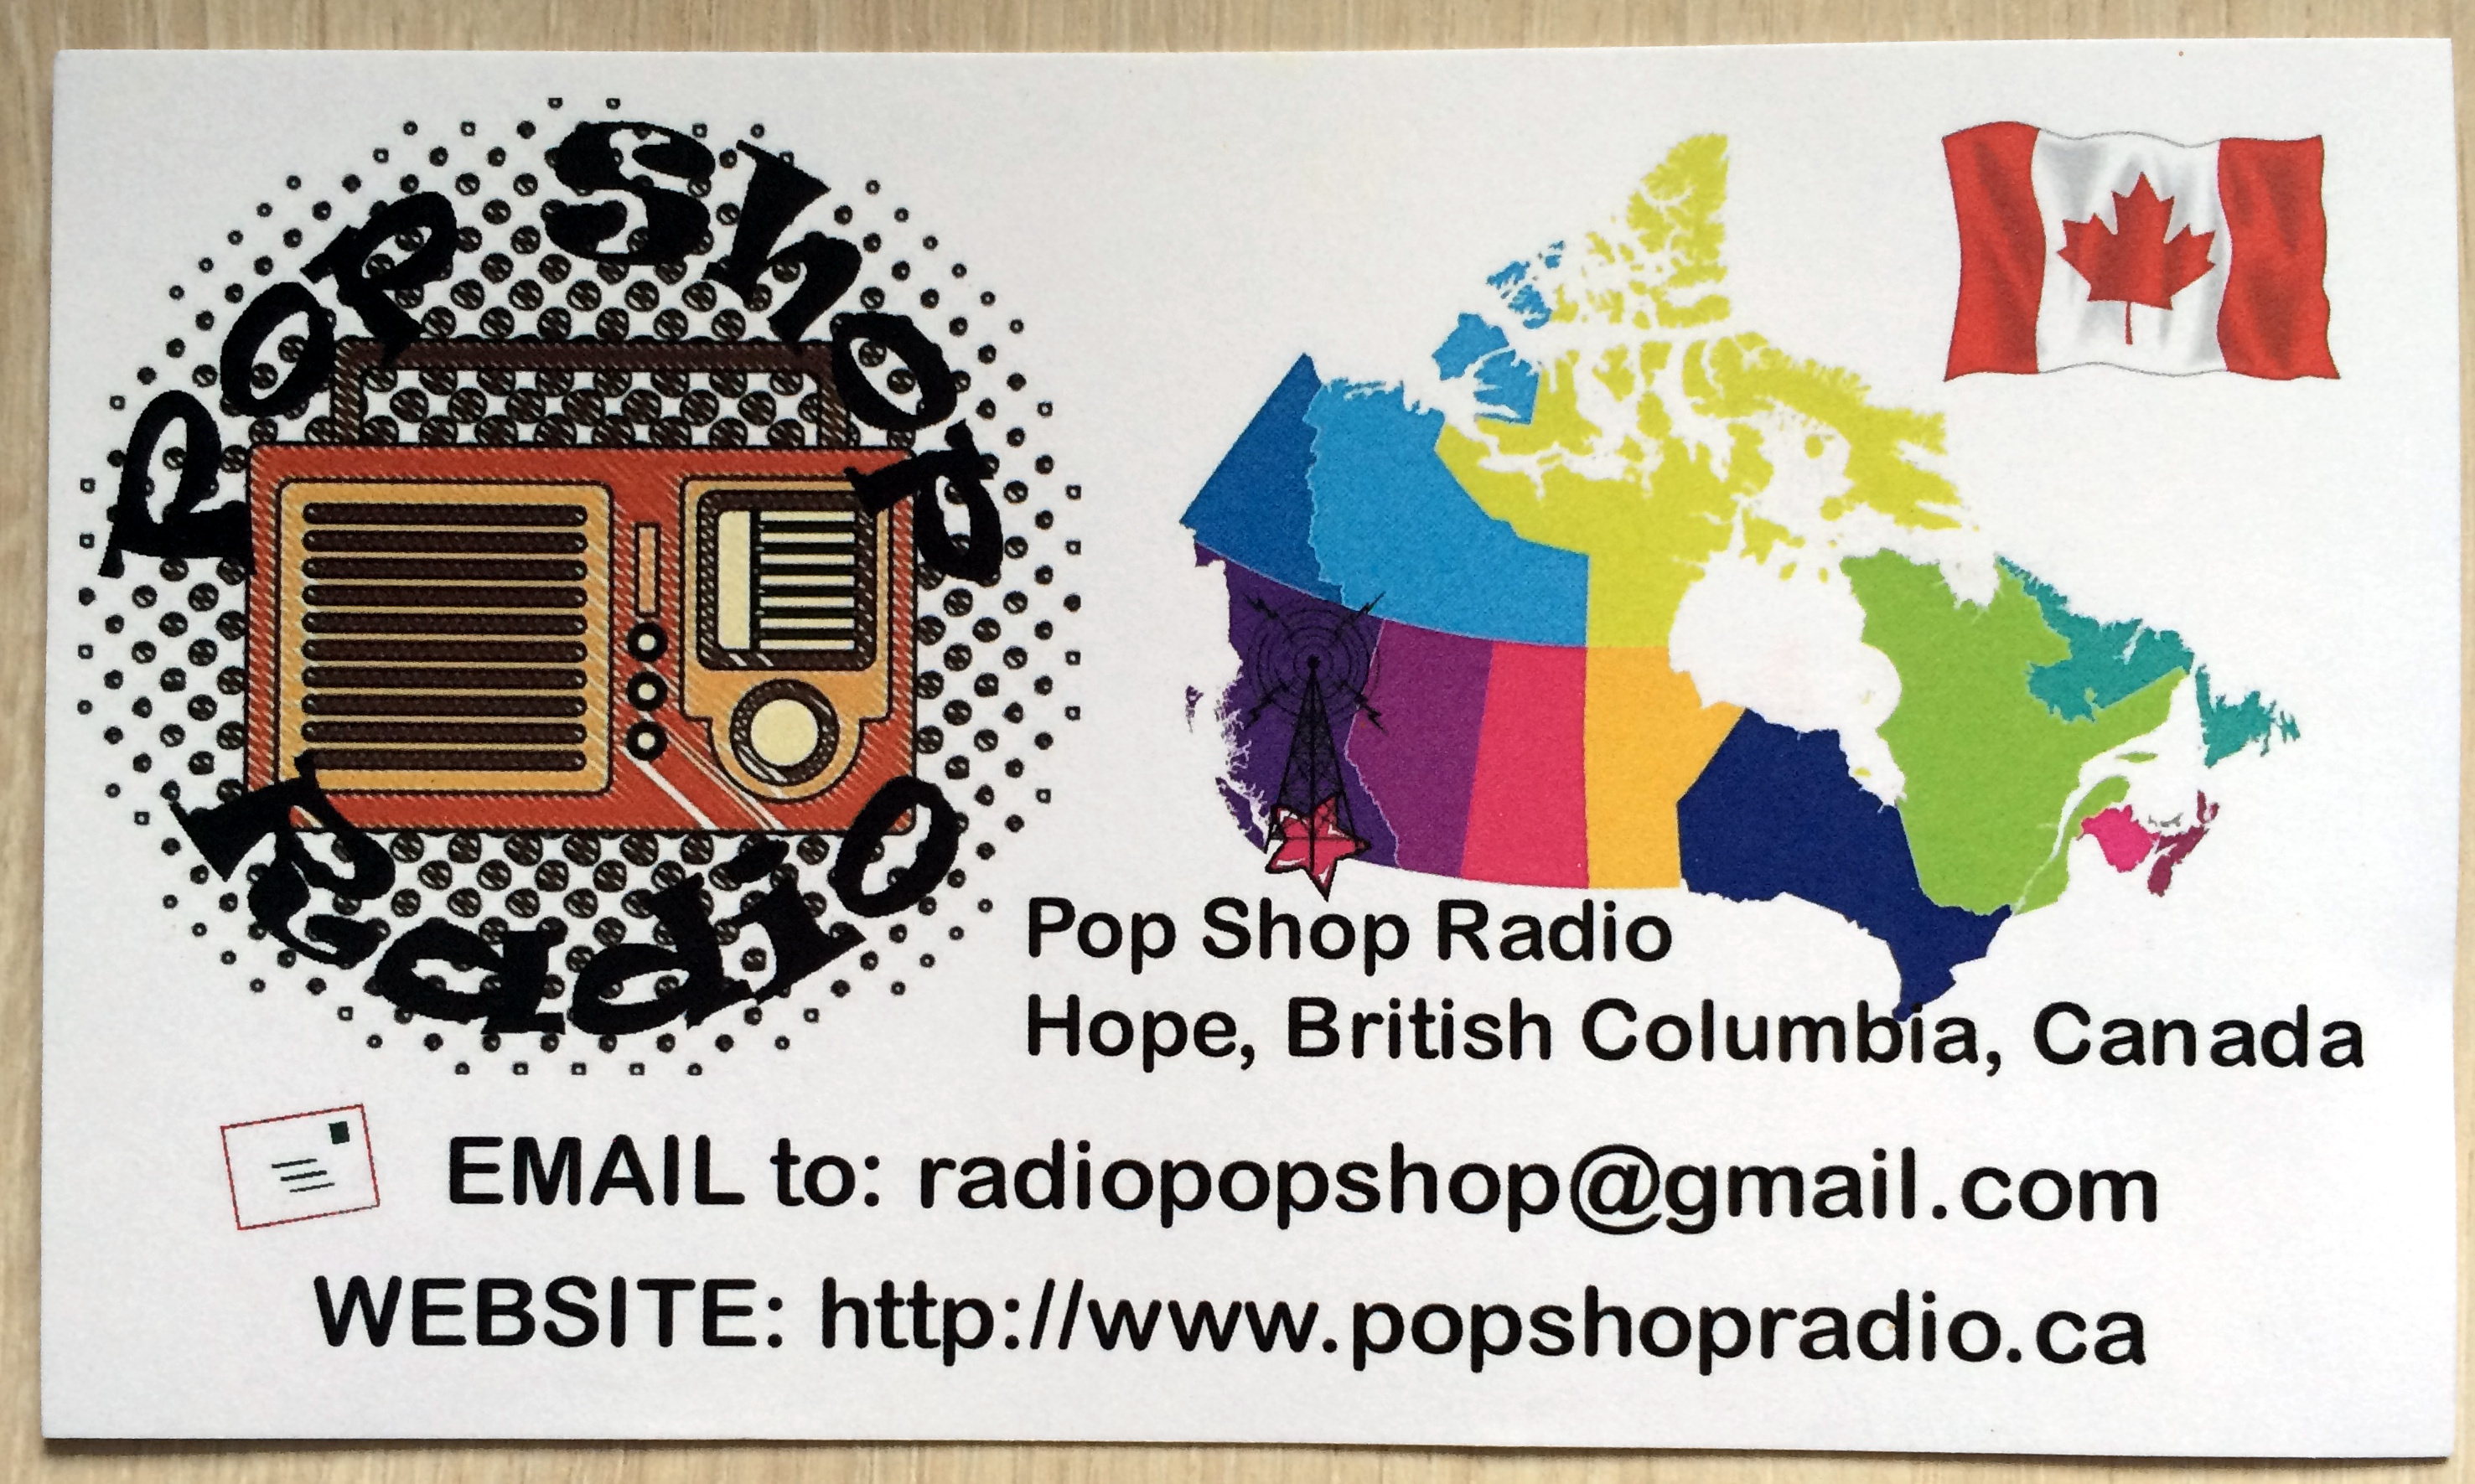 Pop Shop
Radio
Pop Shop Radio
Hope, British Columbia, Canada
EMAIL to: radiopopshop@gmail.com
WEBSITE: http://www.popshopradio.ca